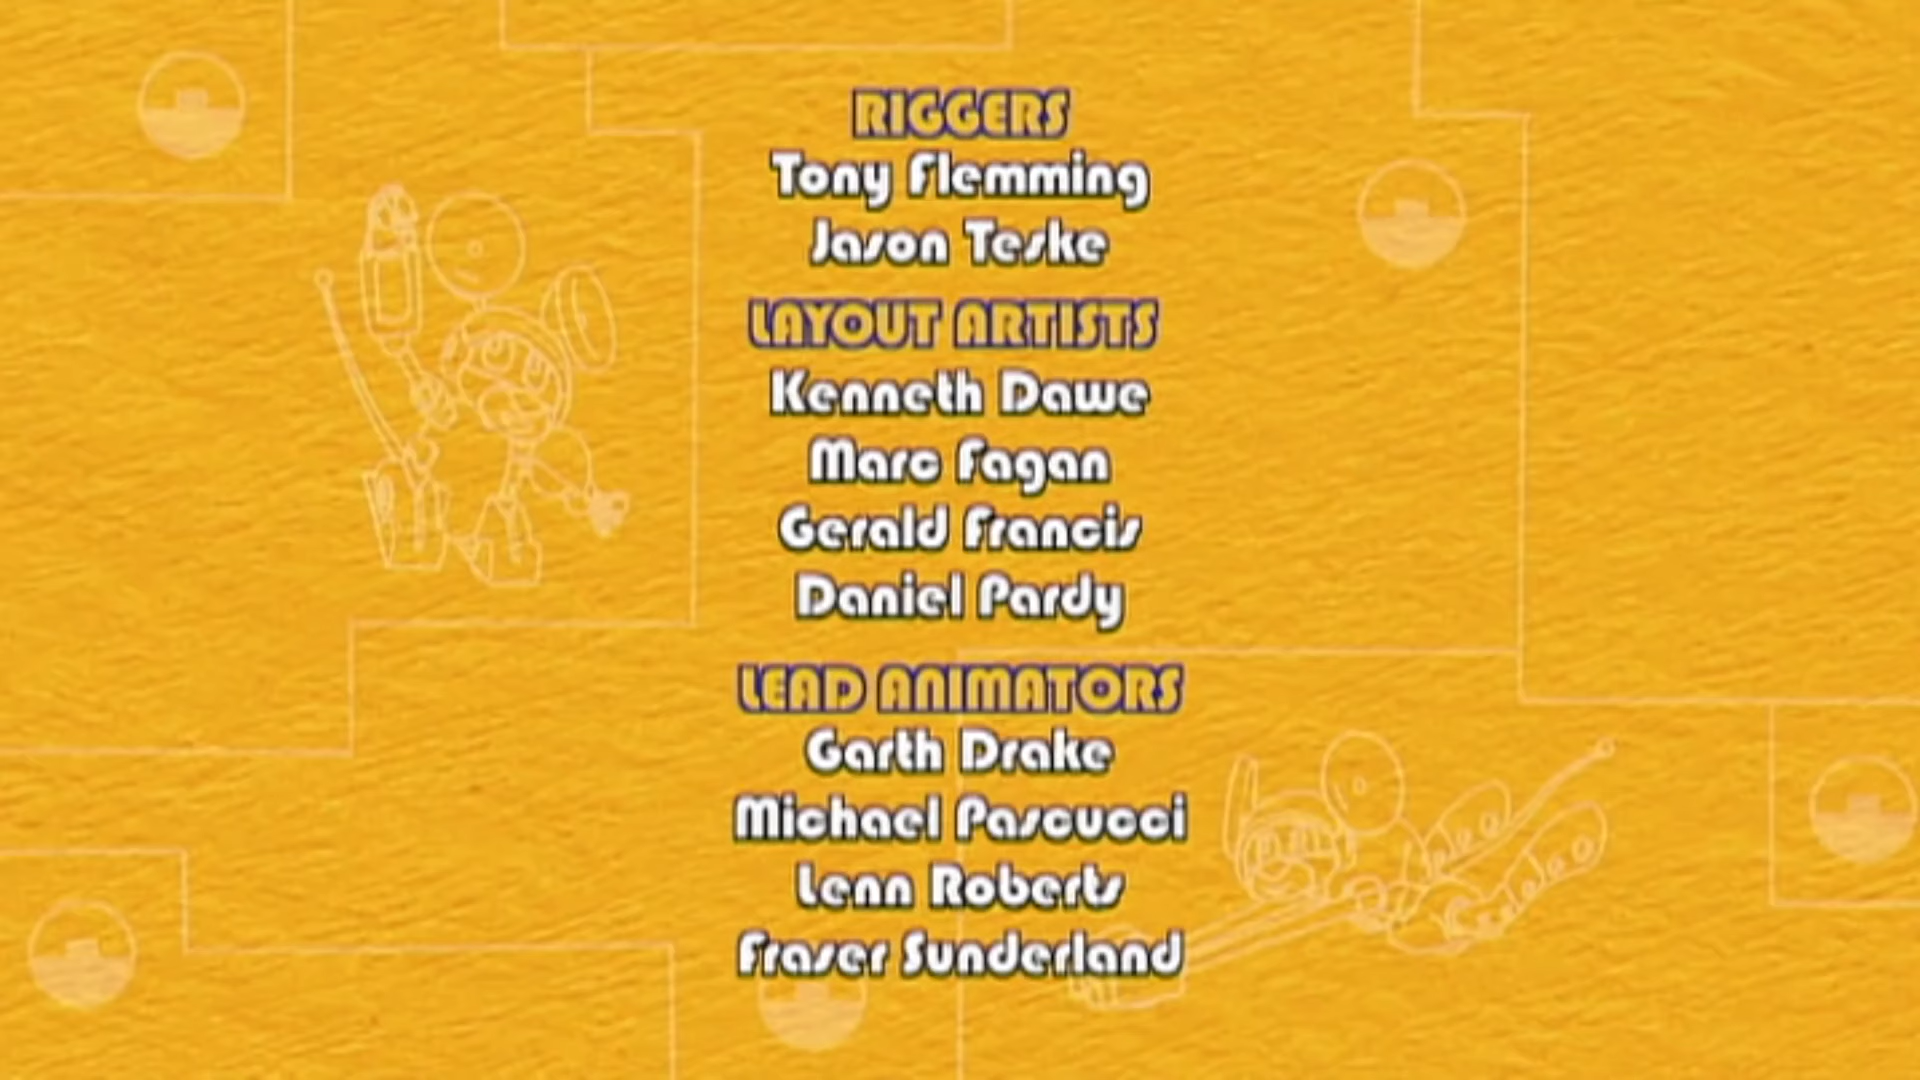 RIGGERS
Tony Flemming
Jason Teske
LAYOUT ARTISTS
Kenneth Dawe
Marc Fagan
Gerald Francis
Daniel Pardy
LEAD ANIMATORS
Garth Drake
Michael Pascucci
Lenn Roberts
Fraser Sunderland